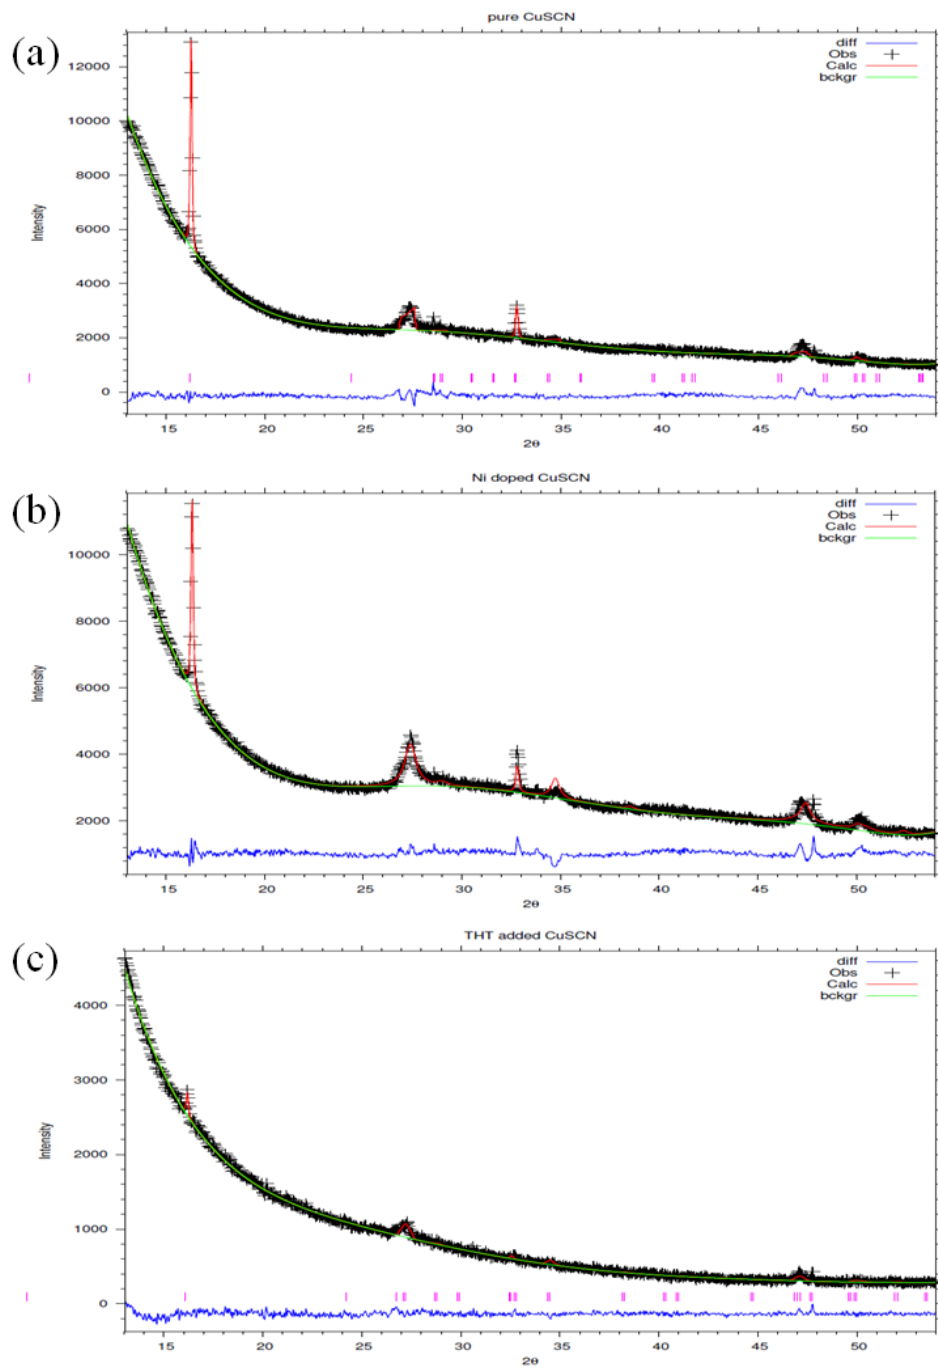 pure CuSCN
(a)
diff
Obs
Calc
bckgr
12000
10000
8000
6000
4000
2000
0
Intensity
15 20 25 30 35 40 45 50
2θ
Ni doped CuSCN
(b)
diff
Obs
Calc
bckgr
10000
8000
6000
4000
2000
Intensity
15 20 25 30 35 40 45 50
2θ
THT added CuSCN
(c)
diff
Obs
Calc
bckgr
4000
3000
2000
1000
0
Intensity
15 20 25 30 35 40 45 50
2θ